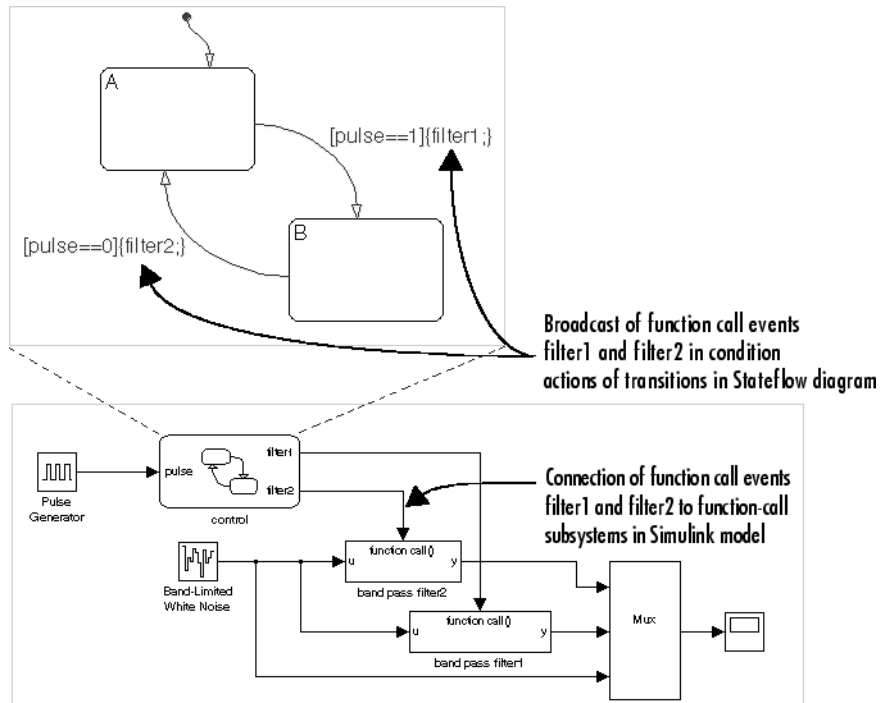 A
[pulse==1]{filter1;}
B
[pulse==0]{filter2;}
Broadcast of function call events
filter1 and filter2 in condition
actions of transitions in Stateflow diagram
filter1
pulse
filter2
Pulse
Generator
control
Connection of function call events
filter1 and filter2 to function-call
subsystems in Simulink model
function call()
u
y
band pass filter2
Band-Limited
White Noise
function call()
u
y
band pass filter1
Mux